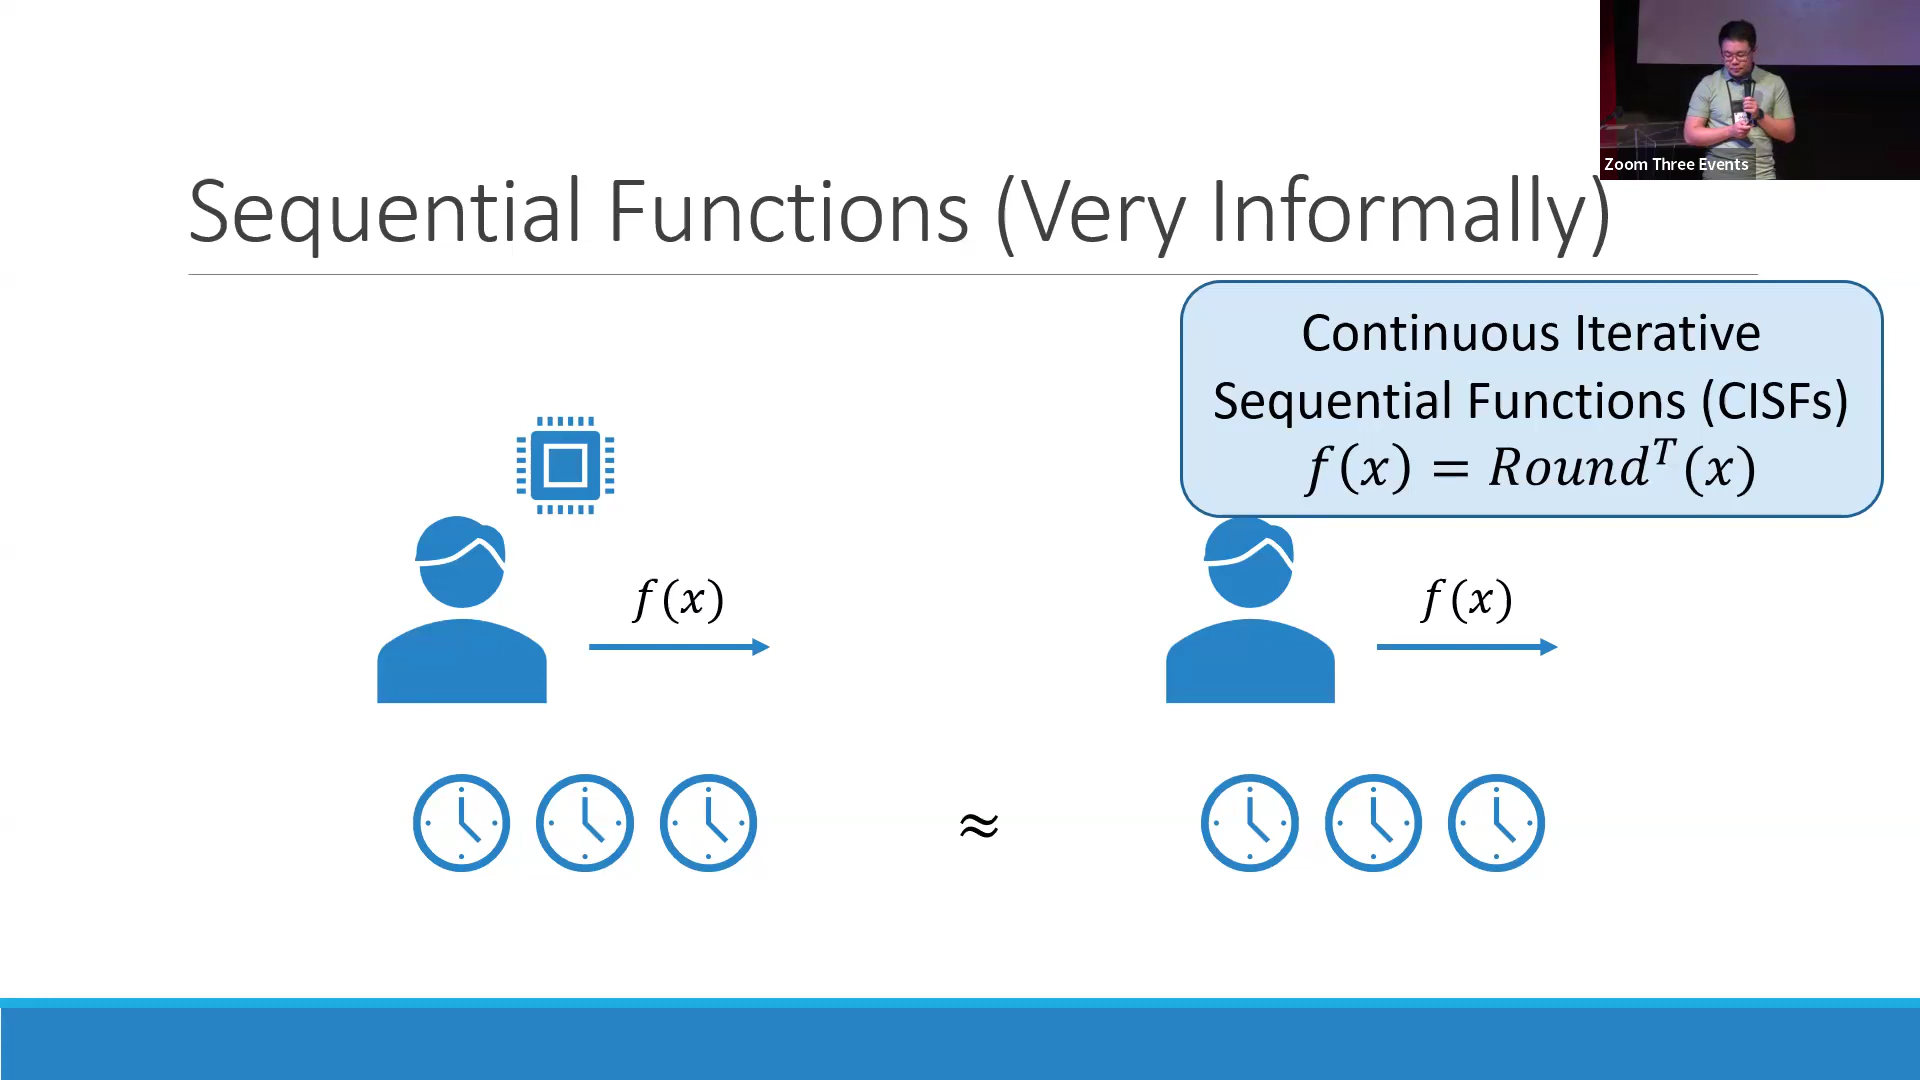 Zoom Three Events
Sequential Functions (Very Informally)
Continuous Iterative
Sequential Functions (CISFs)
f(x) = Round^T(x)
f(x)
f(x)
≈